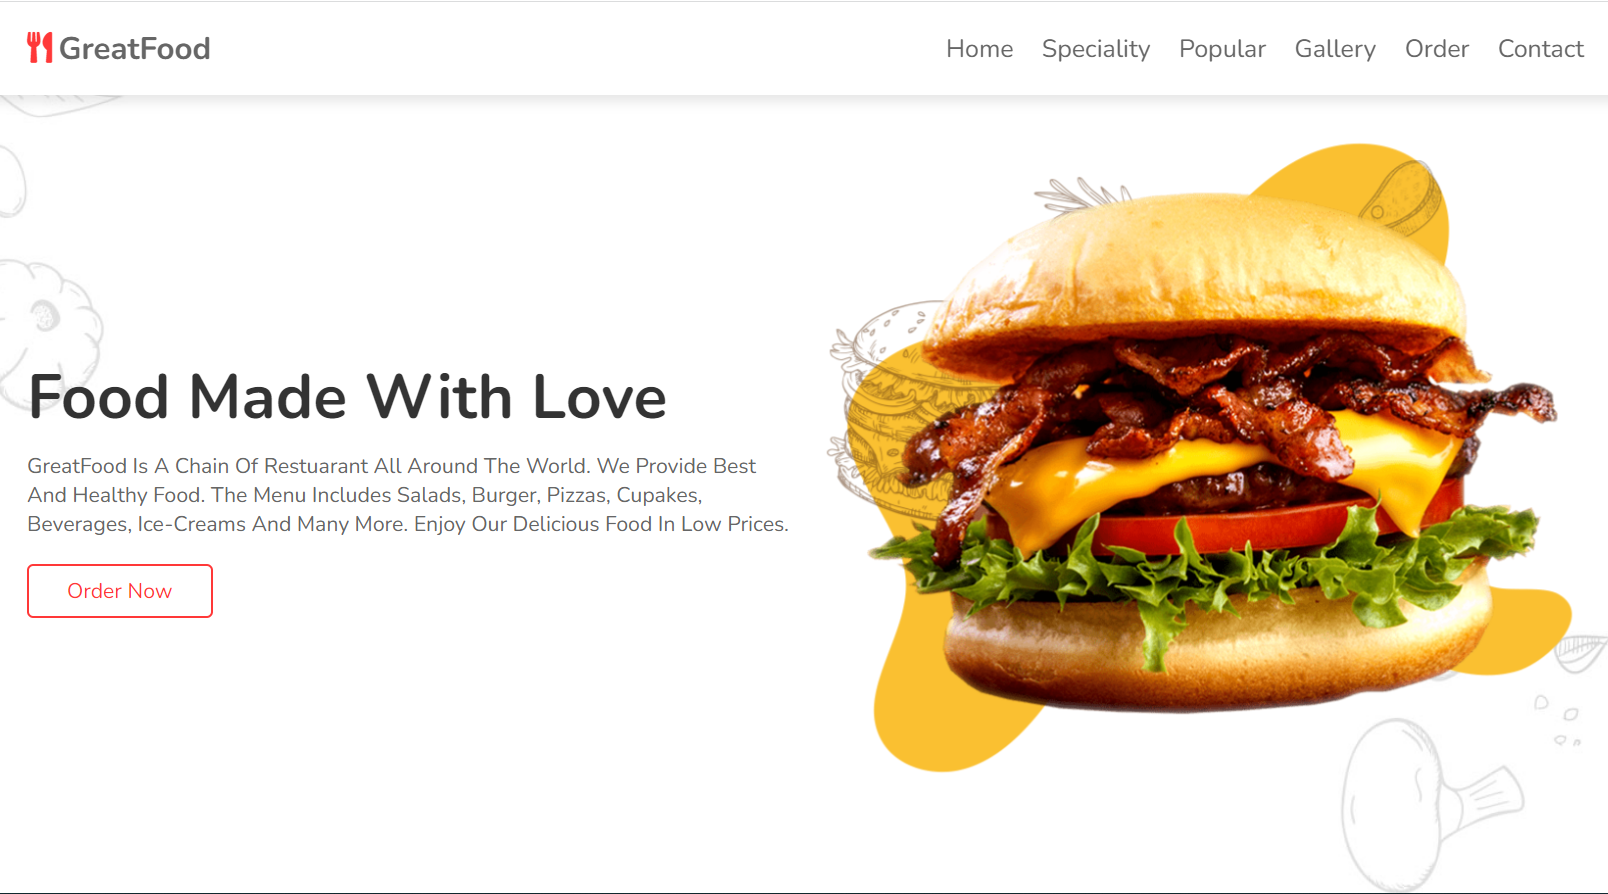 GreatFood
Home Speciality Popular Gallery Order Contact
Food Made With Love
GreatFood Is A Chain Of Restuarant All Around The World. We Provide Best
And Healthy Food. The Menu Includes Salads, Burger, Pizzas, Cupakes,
Beverages, Ice-Creams And Many More. Enjoy Our Delicious Food In Low Prices.
Order Now